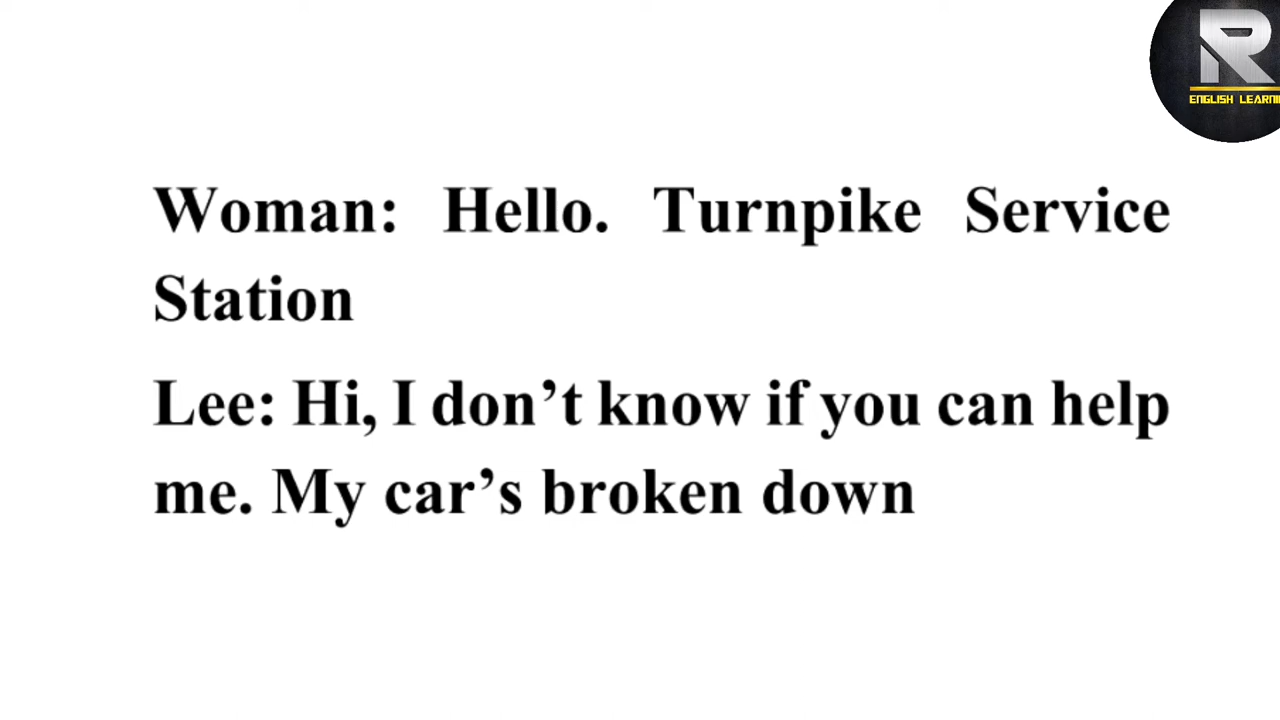 R
ENGLISH
Woman: Hello. Turnpike Service
Station
Lee: Hi, I don’t know if you can help
me. My car’s broken down